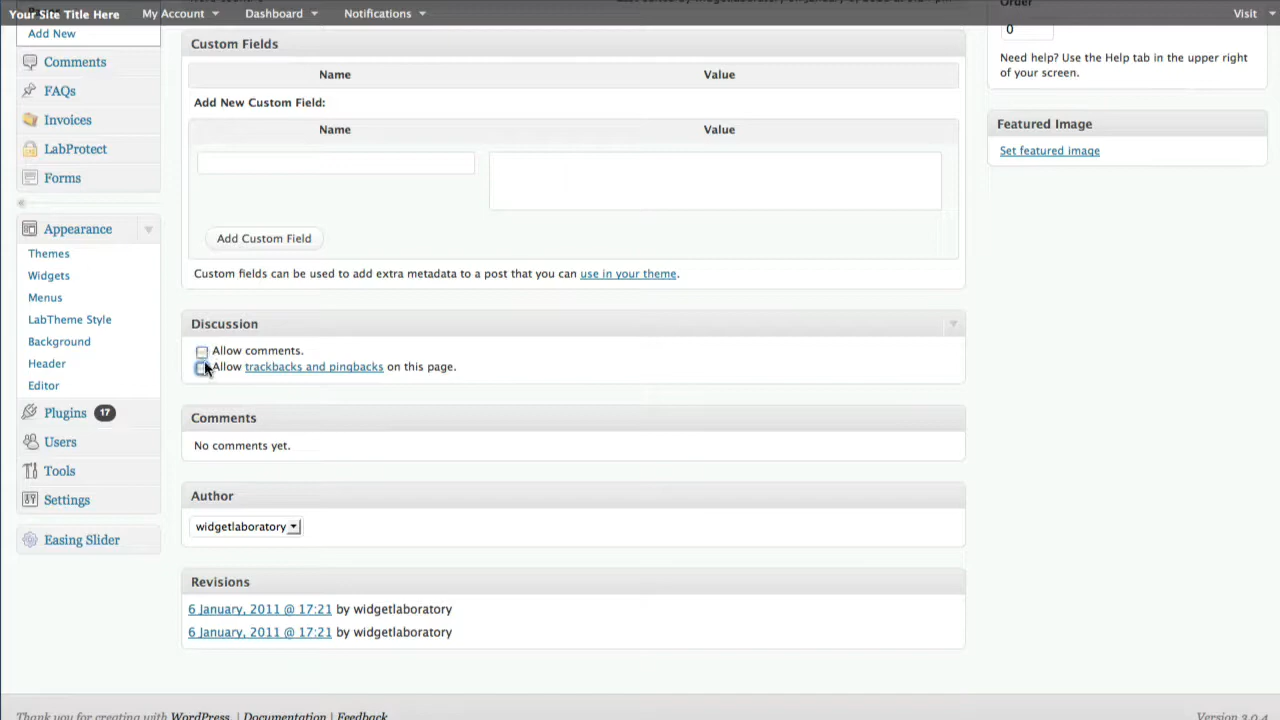 Your Site Title Here My Account Dashboard Notifications Visit
Add New
Comments
FAQs
Invoices
LabProtect
Forms
Appearance
Themes
Widgets
Menus
LabTheme Style
Background
Header
Editor
Plugins 17
Users
Tools
Settings
Easing Slider
Custom Fields
Name Value
Add New Custom Field:
Name Value
Add Custom Field
Custom fields can be used to add extra metadata to a post that you can use in your theme.
Discussion
Allow comments.
Allow trackbacks and pingbacks on this page.
Comments
No comments yet.
Author
widgetlaboratory
Revisions
6 January, 2011 @ 17:21 by widgetlaboratory
6 January, 2011 @ 17:21 by widgetlaboratory
Order
0
Need help? Use the Help tab in the upper right
of your screen.
Featured Image
Set featured image
Thank you for creating with WordPress. | Documentation | Feedback
Version 3.0.4